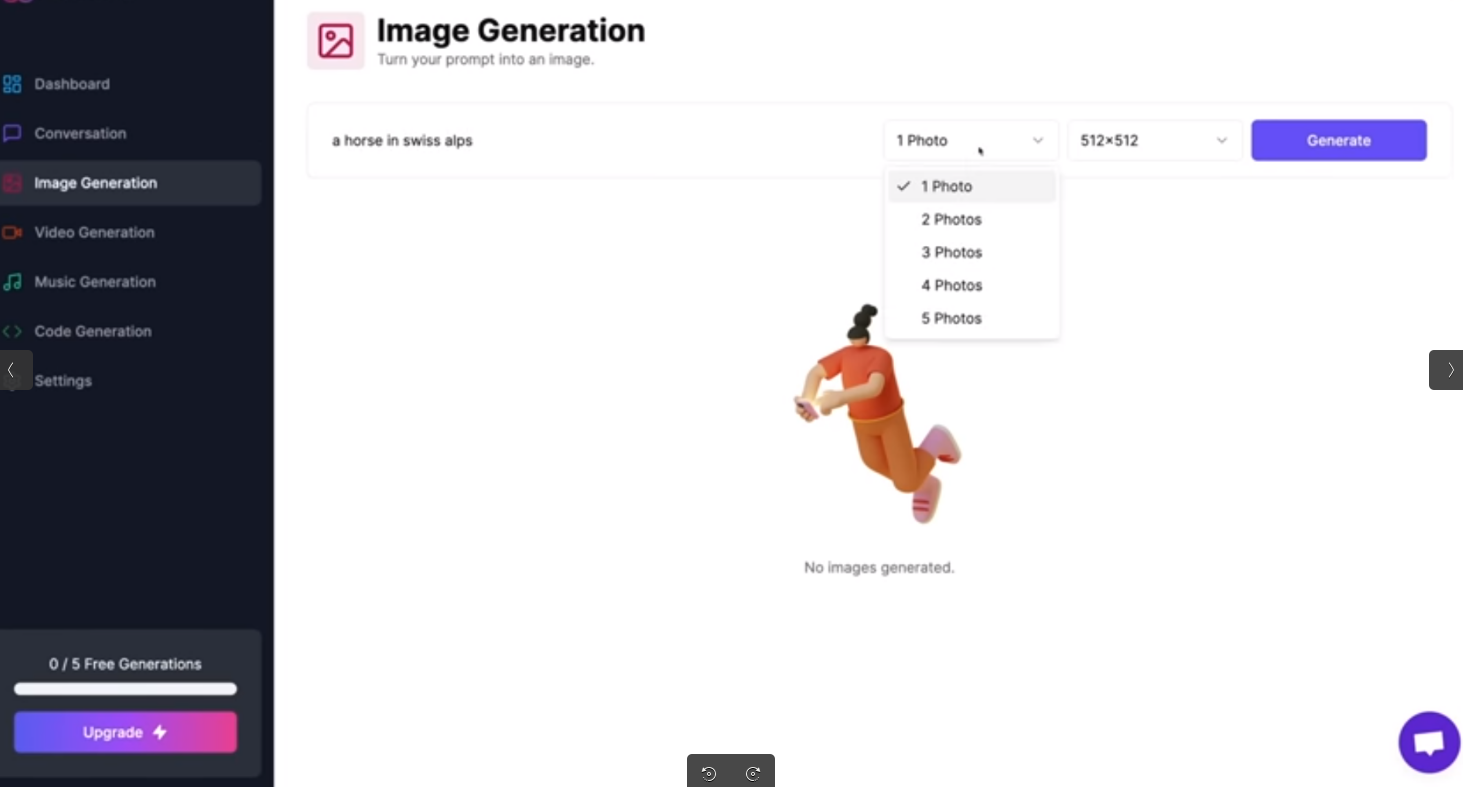 Image Generation
Turn your prompt into an image.
Dashboard
Conversation
Image Generation
Video Generation
Music Generation
Code Generation
Settings
0 / 5 Free Generations
Upgrade
a horse in swiss alps
1 Photo
512×512
Generate
1 Photo
2 Photos
3 Photos
4 Photos
5 Photos
No images generated.